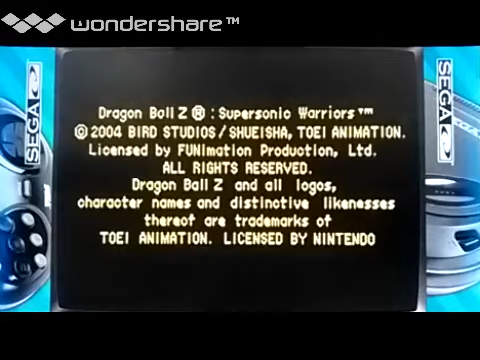 wondershare™
SEGA
SEGA
Dragon Ball Z ® : Supersonic Warriors ™
© 2004 BIRD STUDIOS / SHUEISHA, TOEI ANIMATION.
Licensed by FUNimation Production, Ltd.
ALL RIGHTS RESERVED.
Dragon Ball Z and all logos,
character names and distinctive likenesses
thereof are trademarks of
TOEI ANIMATION. LICENSED BY NINTENDO